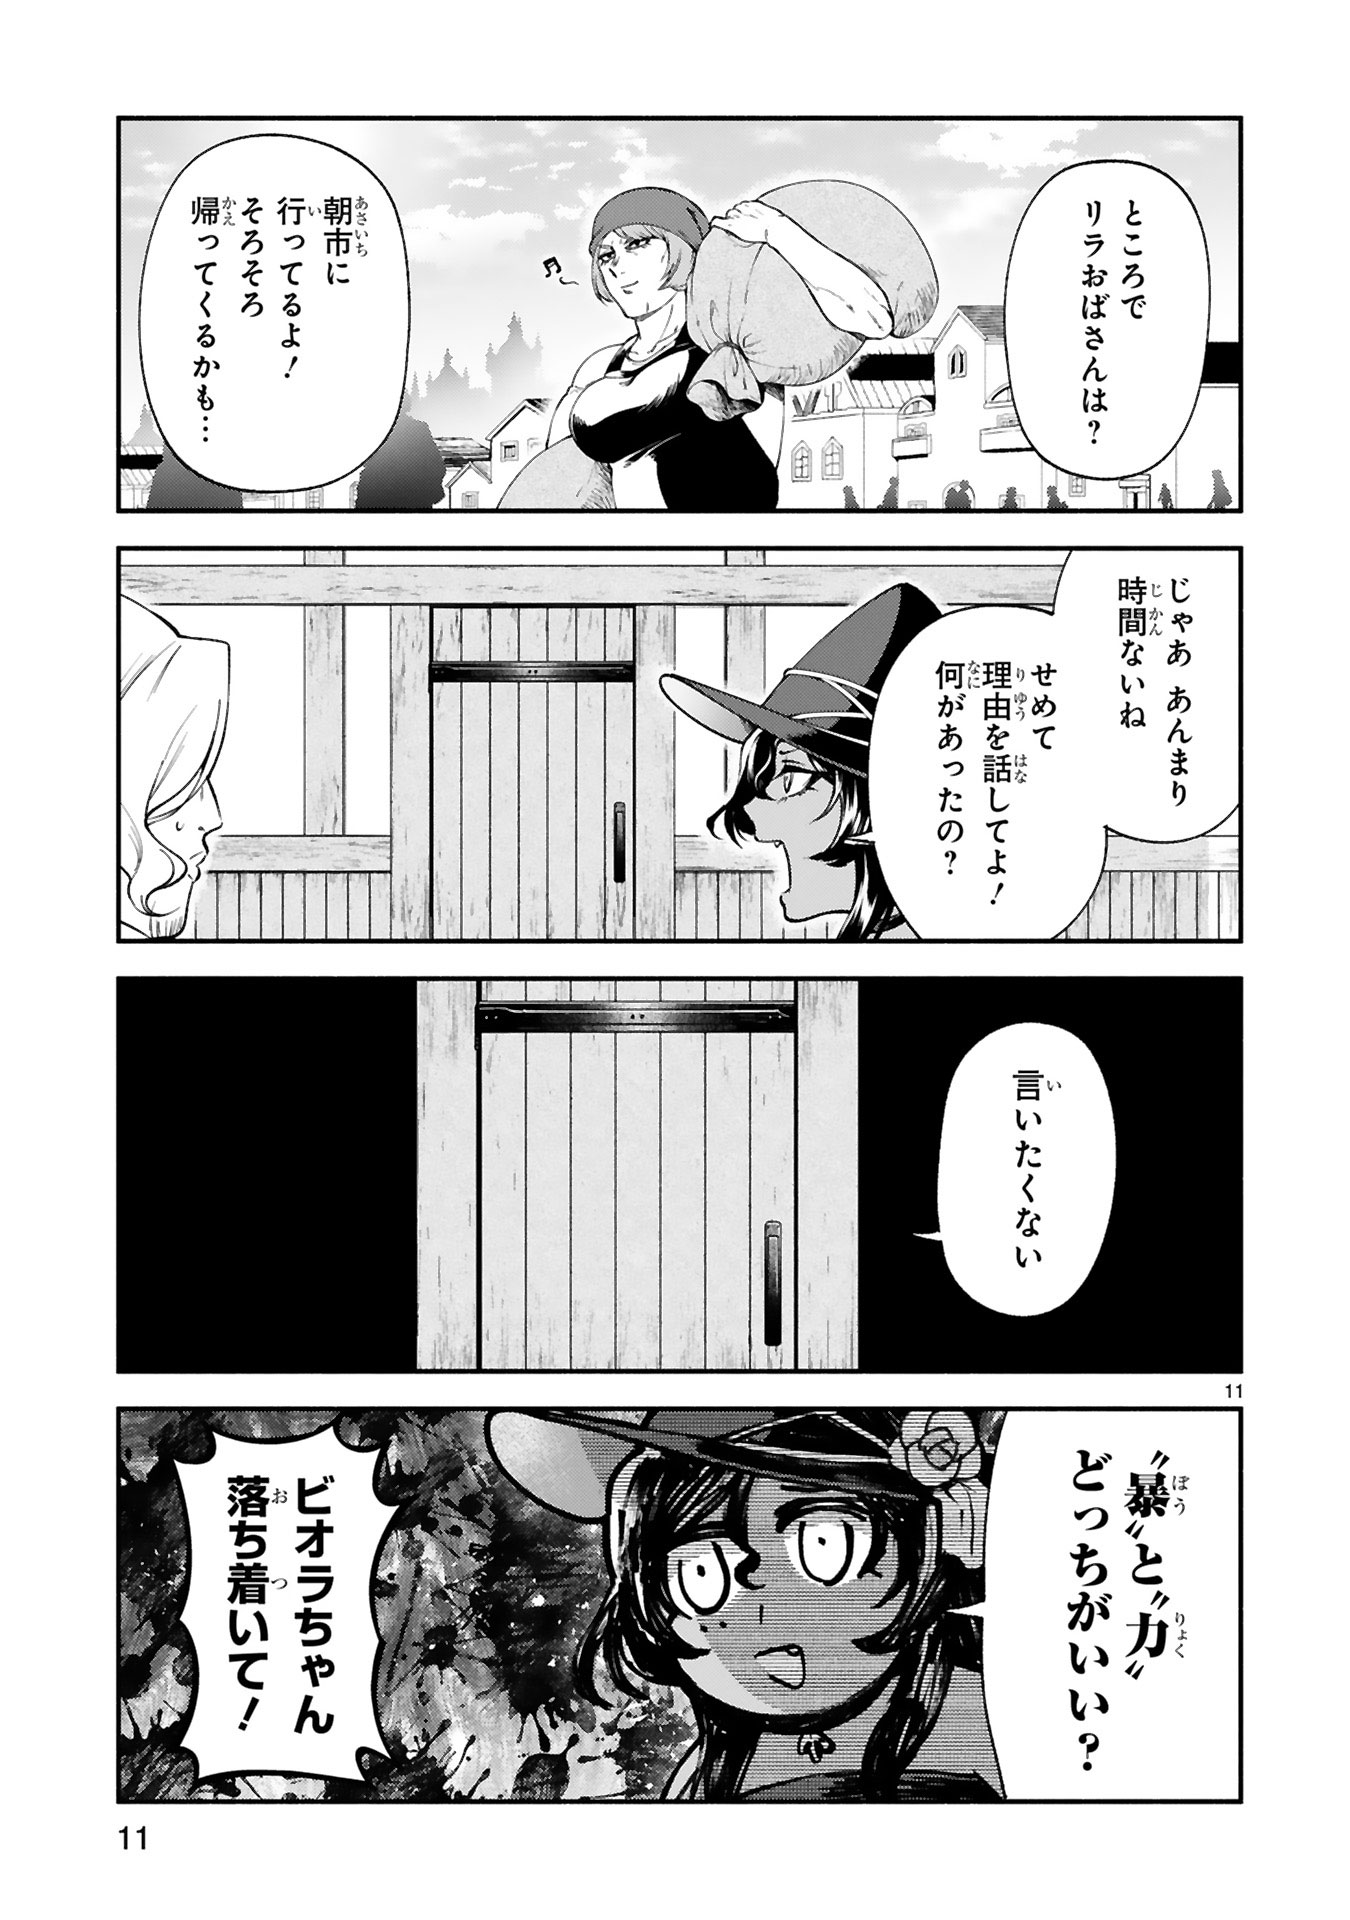 ところで
リラおばさんは？
朝市に
行ってるよ！
そろそろ
帰ってくるかも…
じゃあ あんまり
時間ないね
せめて
理由を話してよ！
何があったの？
言いたくない
11
〝暴〟と〝力〟
どっちがいい？
ビオラちゃん
落ち着いて！
11